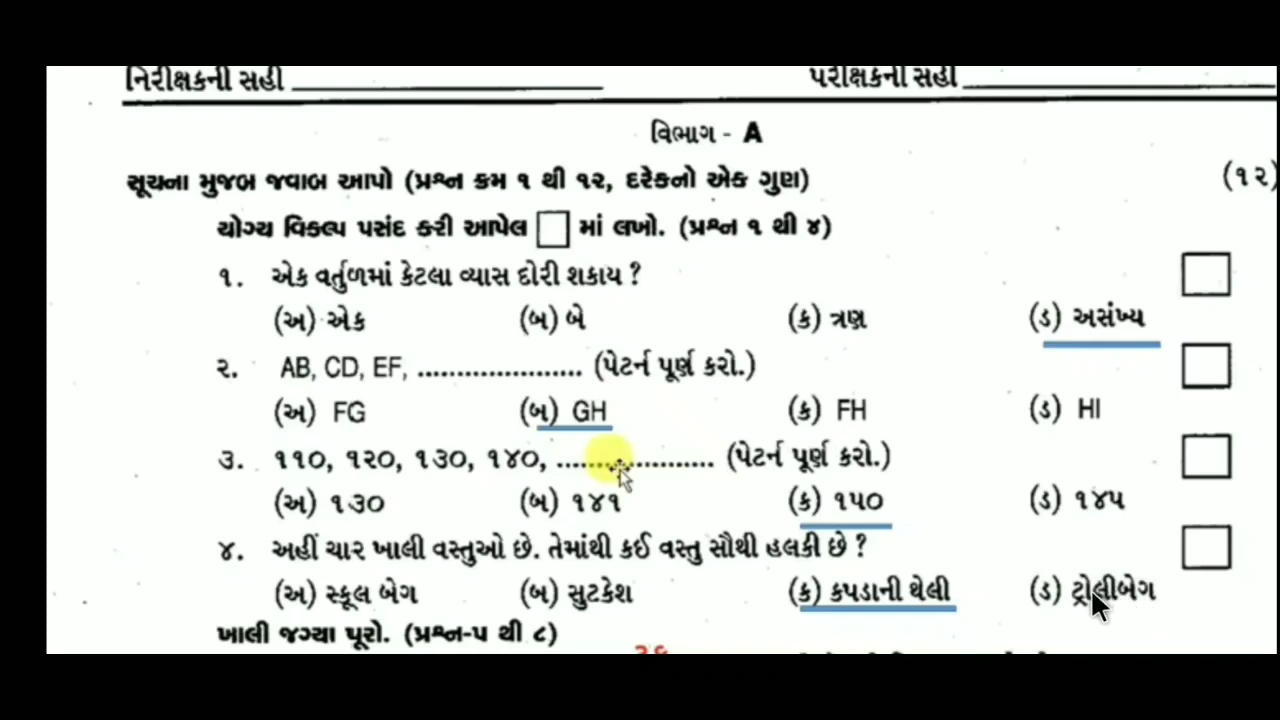 નિરીક્ષકની સહી ____________ પરીક્ષકની સહી ____________
વિભાગ - A
સૂચના મુજબ જવાબ આપો (પ્રશ્ન ક્રમ ૧ થી ૧૨, દરેકનો એક ગુણ) (૧૨)
યોગ્ય વિકલ્પ પસંદ કરી આપેલ □ માં લખો. (પ્રશ્ન ૧ થી ૪)
૧. એક વર્તુળમાં કેટલા વ્યાસ દોરી શકાય ?
(અ) એક (બ) બે (ક) ત્રણ (ડ) અસંખ્ય
૨. AB, CD, EF, ..................... (પેટર્ન પૂર્ણ કરો.)
(અ) FG (બ) GH (ક) FH (ડ) HI
૩. ૧૧૦, ૧૨૦, ૧૩૦, ૧૪૦, .................... (પેટર્ન પૂર્ણ કરો.)
(અ) ૧૩૦ (બ) ૧૪૧ (ક) ૧૫૦ (ડ) ૧૪૫
૪. અહીં ચાર ખાલી વસ્તુઓ છે. તેમાંથી કઈ વસ્તુ સૌથી હલકી છે ?
(અ) સ્કૂલ બેગ (બ) સુટકેશ (ક) કપડાની થેલી (ડ) ટ્રોલીબેગ
ખાલી જગ્યા પૂરો. (પ્રશ્ન-૫ થી ૮)